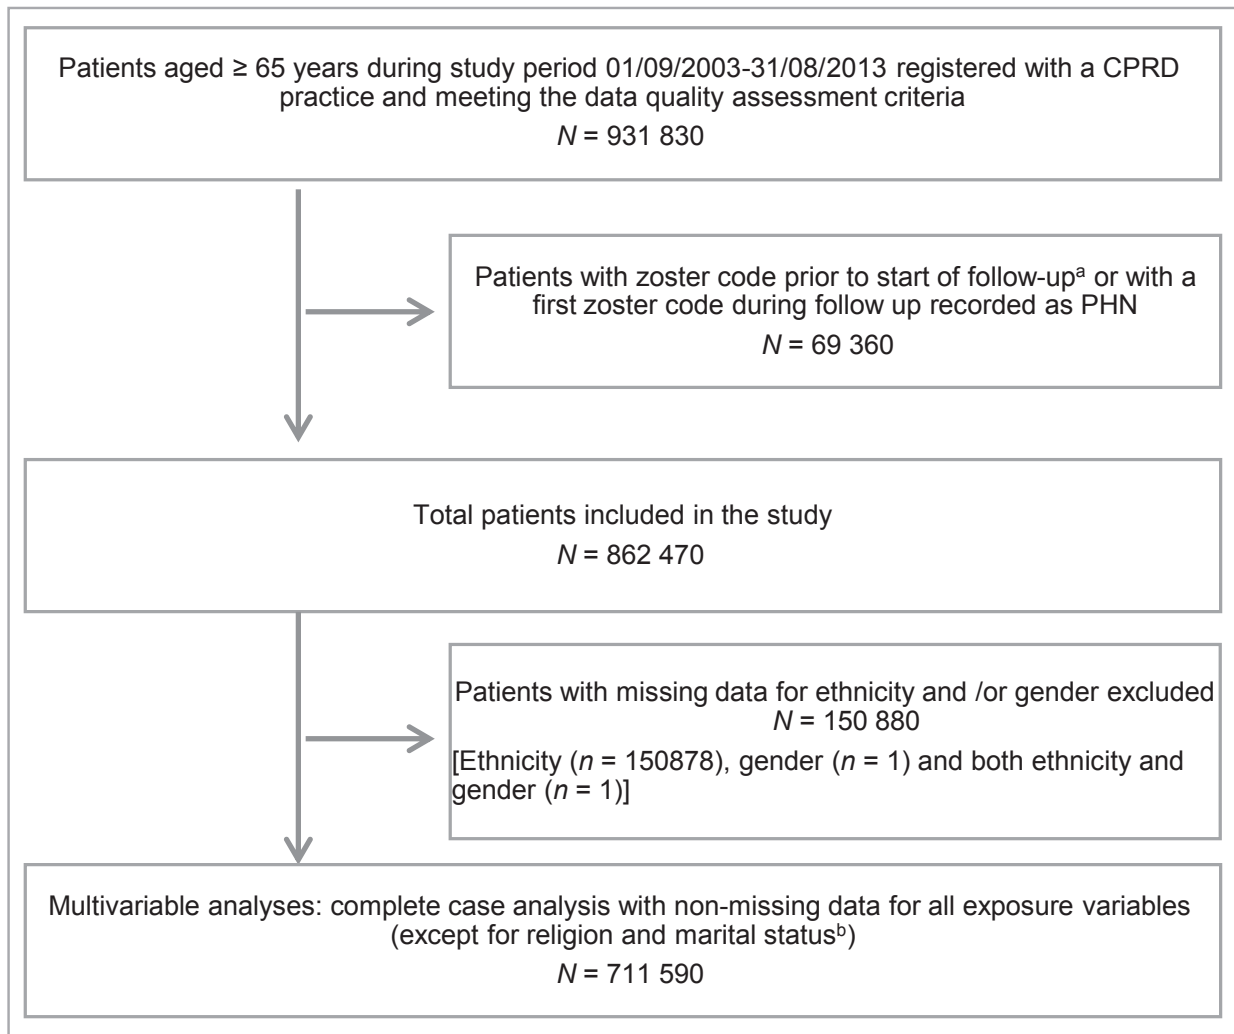 Patients aged ≥ 65 years during study period 01/09/2003-31/08/2013 registered with a CPRD
practice and meeting the data quality assessment criteria
N = 931 830
Patients with zoster code prior to start of follow-upᵃ or with a
first zoster code during follow up recorded as PHN
N = 69 360
Total patients included in the study
N = 862 470
Patients with missing data for ethnicity and /or gender excluded
N = 150 880
[Ethnicity (n = 150878), gender (n = 1) and both ethnicity and
gender (n = 1)]
Multivariable analyses: complete case analysis with non-missing data for all exposure variables
(except for religion and marital statusᵇ)
N = 711 590